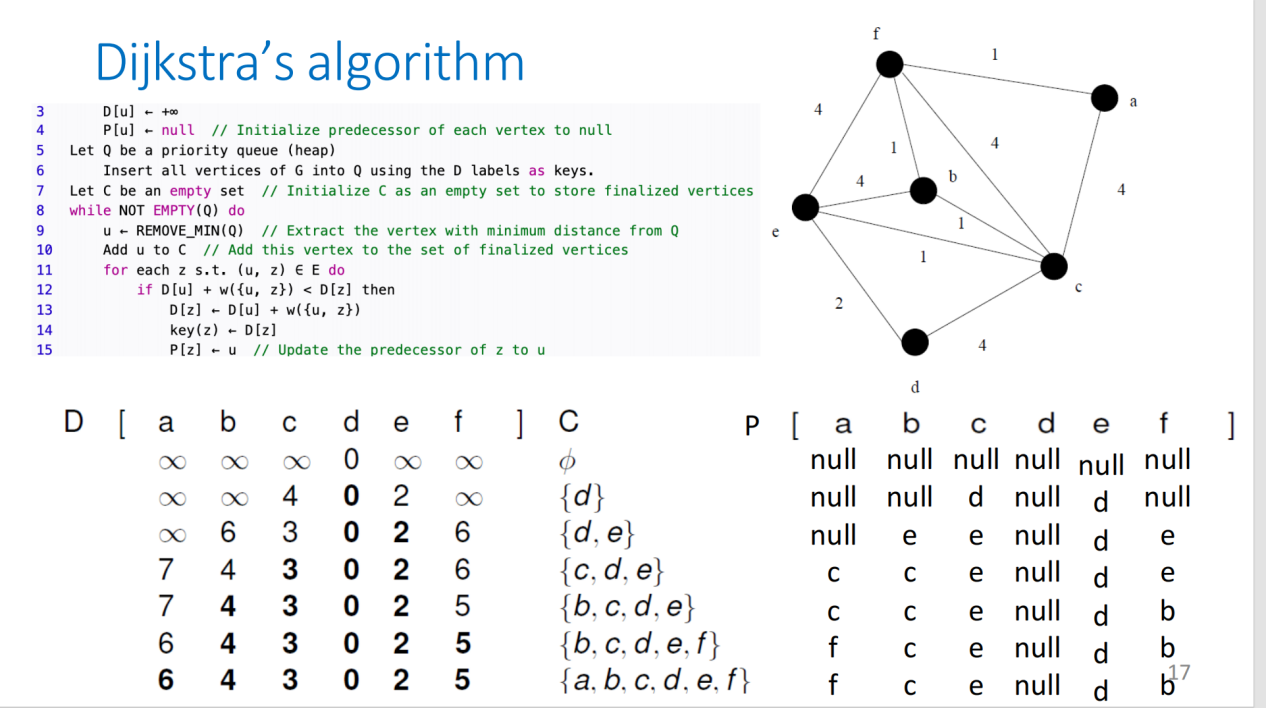 Dijkstra's algorithm
3 D[u] ← +∞
4 P[u] ← null // Initialize predecessor of each vertex to null
5 Let Q be a priority queue (heap)
6 Insert all vertices of G into Q using the D labels as keys.
7 Let C be an empty set // Initialize C as an empty set to store finalized vertices
8 while NOT EMPTY(Q) do
9 u ← REMOVE_MIN(Q) // Extract the vertex with minimum distance from Q
10 Add u to C // Add this vertex to the set of finalized vertices
11 for each z s.t. (u, z) ∈ E do
12 if D[u] + w({u, z}) < D[z] then
13 D[z] ← D[u] + w({u, z})
14 key(z) ← D[z]
15 P[z] ← u // Update the predecessor of z to u
f
1
a
4
1
4
4
b
4
e
1
1
c
2
4
d
D [ a b c d e f ] C
∞ ∞ ∞ 0 ∞ ∞ ϕ
∞ ∞ 4 0 2 ∞ {d}
∞ 6 3 0 2 6 {d, e}
7 4 3 0 2 6 {c, d, e}
7 4 3 0 2 5 {b, c, d, e}
6 4 3 0 2 5 {b, c, d, e, f}
6 4 3 0 2 5 {a, b, c, d, e, f}
P [ a b c d e f ]
null null null null null null
null null d null d null
null e e null d e
c c e null d e
c c e null d b
f c e null d b
f c e null d b
17